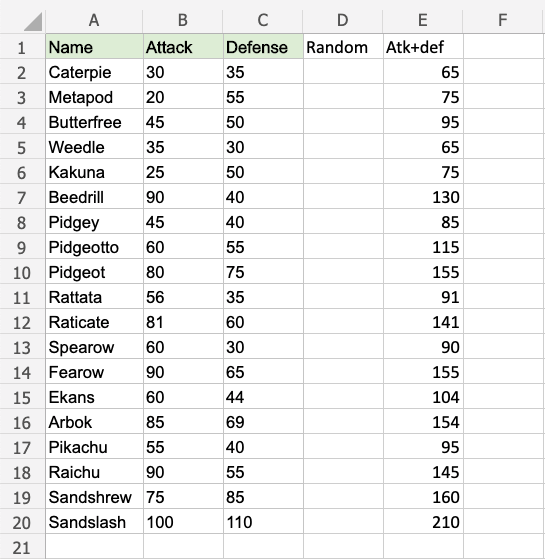 A B C D E F
1 Name Attack Defense Random Atk+def
2 Caterpie 30 35 65
3 Metapod 20 55 75
4 Butterfree 45 50 95
5 Weedle 35 30 65
6 Kakuna 25 50 75
7 Beedrill 90 40 130
8 Pidgey 45 40 85
9 Pidgeotto 60 55 115
10 Pidgeot 80 75 155
11 Rattata 56 35 91
12 Raticate 81 60 141
13 Spearow 60 30 90
14 Fearow 90 65 155
15 Ekans 60 44 104
16 Arbok 85 69 154
17 Pikachu 55 40 95
18 Raichu 90 55 145
19 Sandshrew 75 85 160
20 Sandslash 100 110 210
21